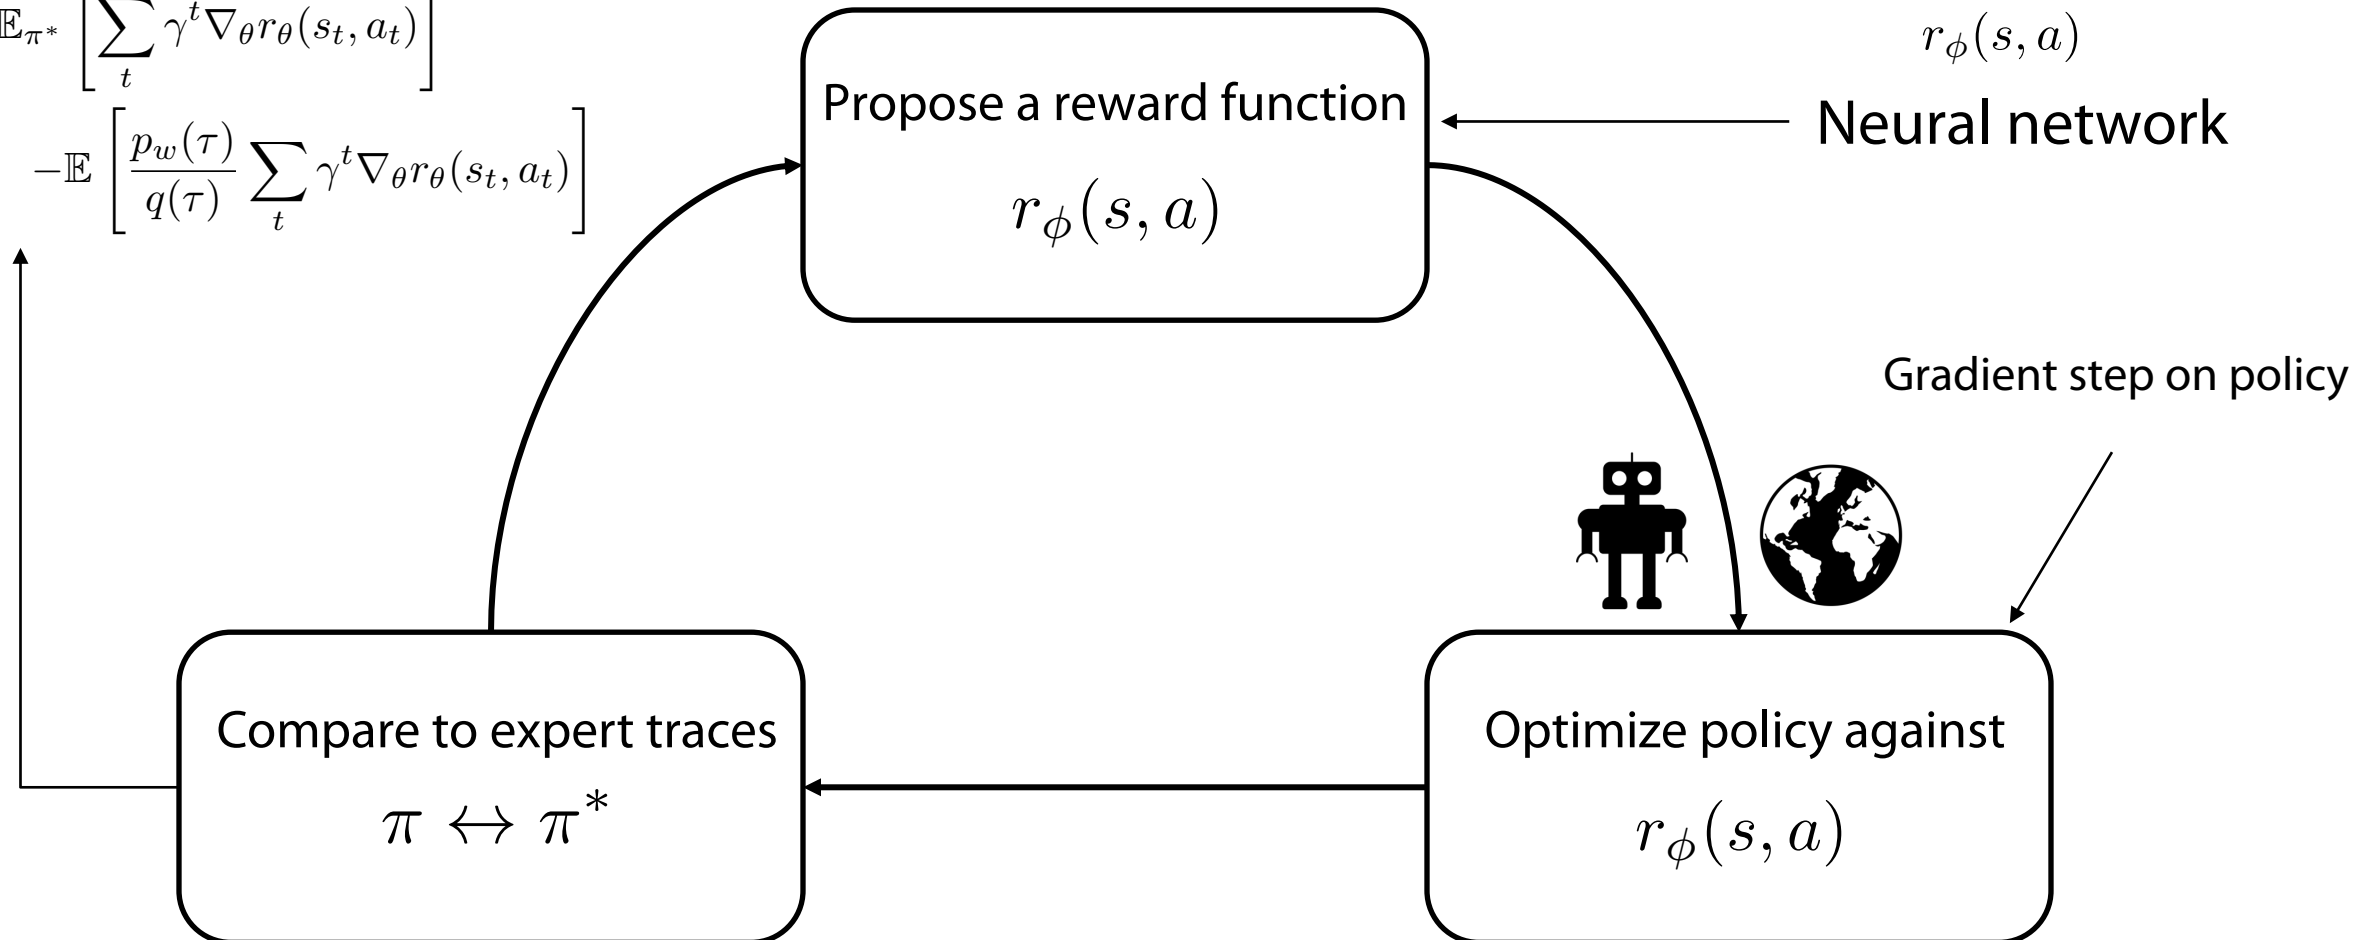 𝔼_{π*} [∑_t γ^t ∇_θ r_θ(s_t, a_t)]
−𝔼 [p_w(τ)/q(τ) ∑_t γ^t ∇_θ r_θ(s_t, a_t)]
Propose a reward function
r_ϕ(s, a)
r_ϕ(s, a)
Neural network
Gradient step on policy
Compare to expert traces
π ↔ π*
Optimize policy against
r_ϕ(s, a)